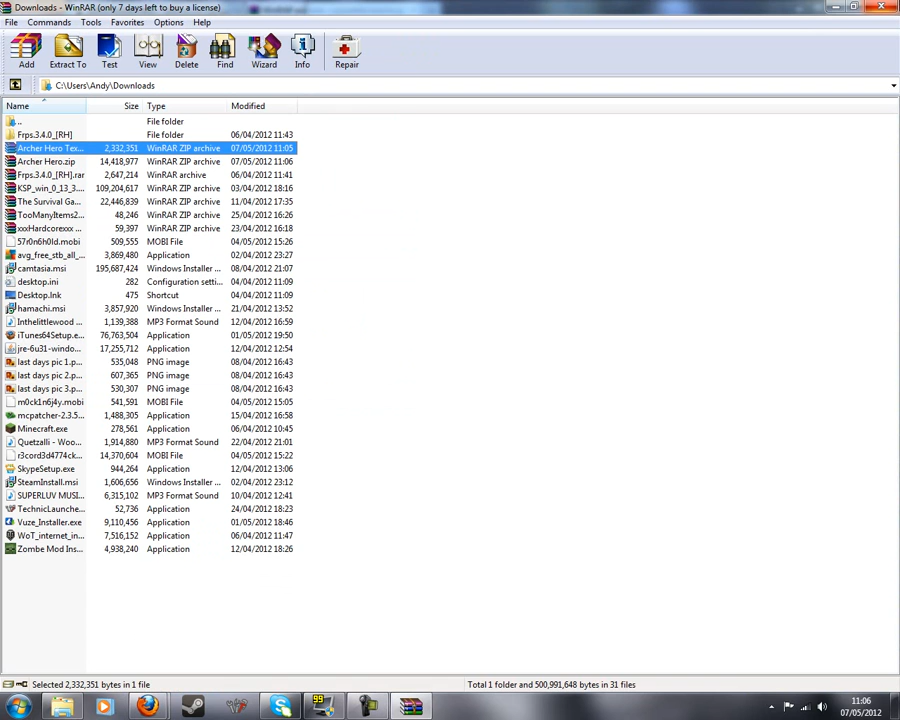 Downloads - WinRAR (only 7 days left to buy a license)
File Commands Tools Favorites Options Help
Add Extract To Test View Delete Find Wizard Info Repair
C:\Users\Andy\Downloads
Name Size Type Modified
.. File folder
Frps.3.4.0_[RH] File folder 06/04/2012 11:43
Archer Hero Tex... 2,332,351 WinRAR ZIP archive 07/05/2012 11:05
Archer Hero.zip 14,418,977 WinRAR ZIP archive 07/05/2012 11:06
Frps.3.4.0_[RH].rar 2,647,214 WinRAR archive 06/04/2012 11:41
KSP_win_0_13_3.... 109,204,617 WinRAR ZIP archive 03/04/2012 18:16
The Survival Ga... 22,446,839 WinRAR ZIP archive 11/04/2012 17:35
TooManyItems2... 48,246 WinRAR ZIP archive 25/04/2012 16:26
xxxHardcorexxx ... 59,397 WinRAR ZIP archive 23/04/2012 16:18
57r0n6h0ld.mobi 509,555 MOBI File 04/05/2012 15:26
avg_free_stb_all_... 3,869,480 Application 02/04/2012 23:27
camtasia.msi 195,687,424 Windows Installer ... 08/04/2012 21:07
desktop.ini 282 Configuration setti... 04/04/2012 11:09
Desktop.lnk 475 Shortcut 04/04/2012 11:09
hamachi.msi 3,857,920 Windows Installer ... 21/04/2012 13:52
Inthelittlewood ... 1,139,388 MP3 Format Sound 12/04/2012 16:59
iTunes64Setup.e... 76,763,504 Application 01/05/2012 19:50
jre-6u31-windo... 17,255,712 Application 12/04/2012 12:54
last days pic 1.p... 535,048 PNG image 08/04/2012 16:43
last days pic 2.p... 607,365 PNG image 08/04/2012 16:43
last days pic 3.p... 530,307 PNG image 08/04/2012 16:43
m0ck1n6j4y.mobi 541,591 MOBI File 04/05/2012 15:05
mcpatcher-2.3.5... 1,488,305 Application 15/04/2012 16:58
Minecraft.exe 278,561 Application 06/04/2012 10:45
Quetzalli - Woo... 1,914,880 MP3 Format Sound 22/04/2012 21:01
r3cord3d4774ck... 14,370,604 MOBI File 04/05/2012 15:22
SkypeSetup.exe 944,264 Application 12/04/2012 13:06
SteamInstall.msi 1,606,656 Windows Installer ... 02/04/2012 23:12
SUPERLUV MUSI... 6,315,102 MP3 Format Sound 10/04/2012 12:41
TechnicLaunche... 52,736 Application 24/04/2012 18:23
Vuze_Installer.exe 9,110,456 Application 01/05/2012 18:46
WoT_internet_in... 7,516,152 Application 06/04/2012 11:47
Zombe Mod Ins... 4,938,240 Application 12/04/2012 18:26
Selected 2,332,351 bytes in 1 file Total 1 folder and 500,991,648 bytes in 31 files
99
11:06
07/05/2012